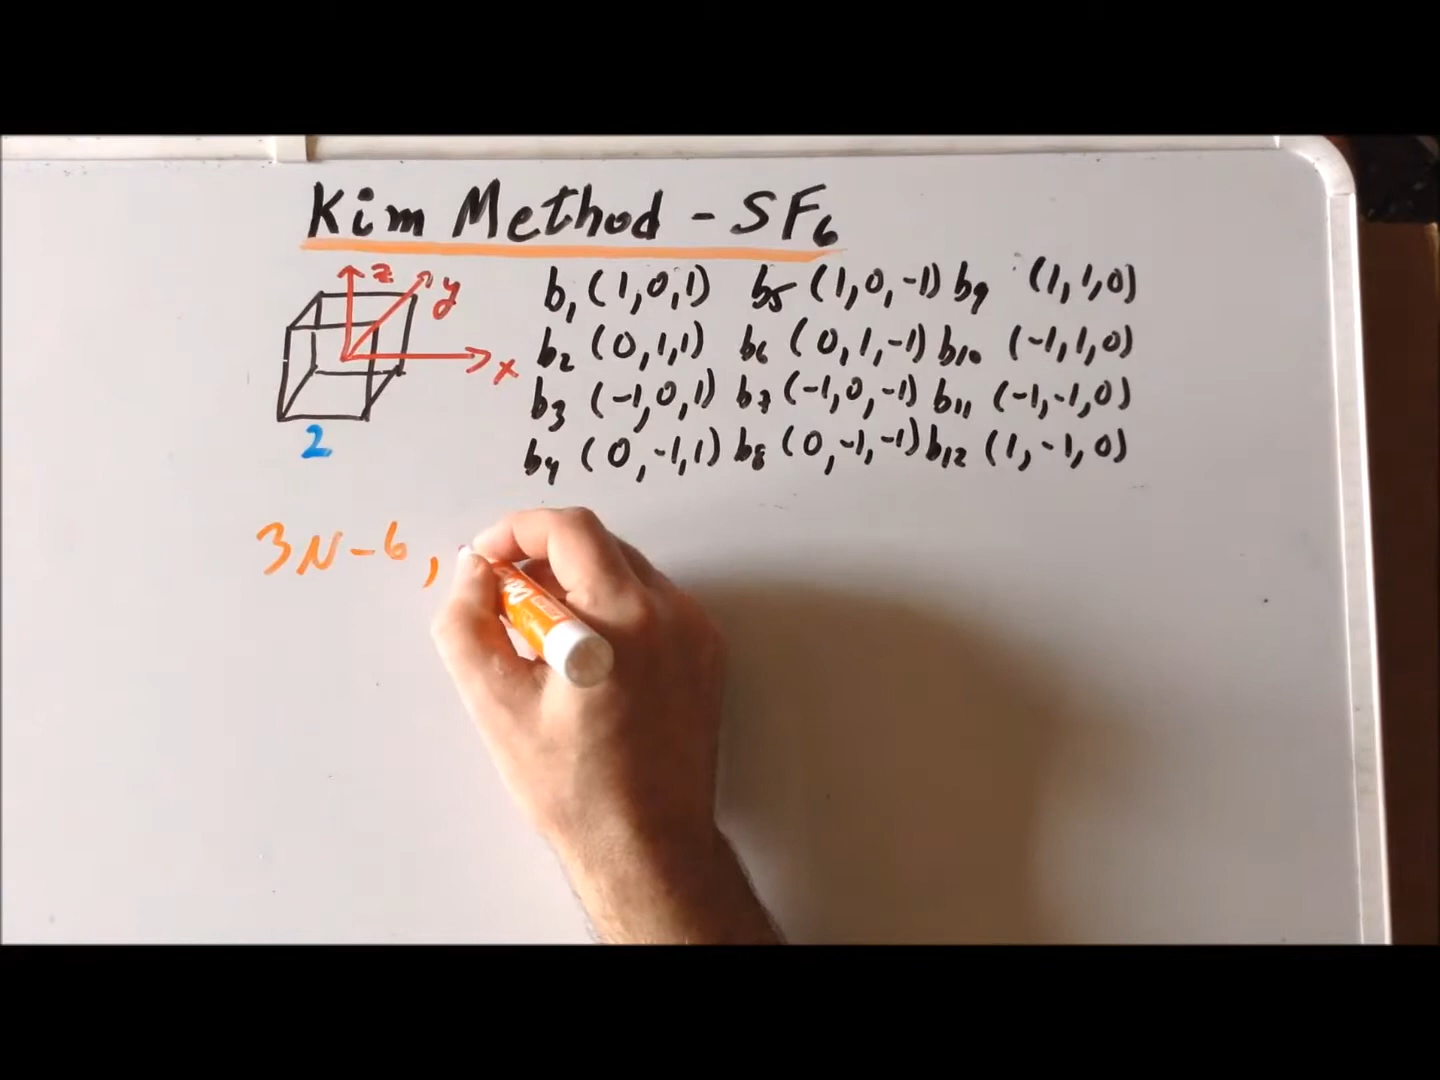 Kim Method - SF6
z y
x
2
b1 (1,0,1) b5 (1,0,-1) b9 (1,1,0)
b2 (0,1,1) b6 (0,1,-1) b10 (-1,1,0)
b3 (-1,0,1) b7 (-1,0,-1) b11 (-1,-1,0)
b4 (0,-1,1) b8 (0,-1,-1) b12 (1,-1,0)
3N-6,